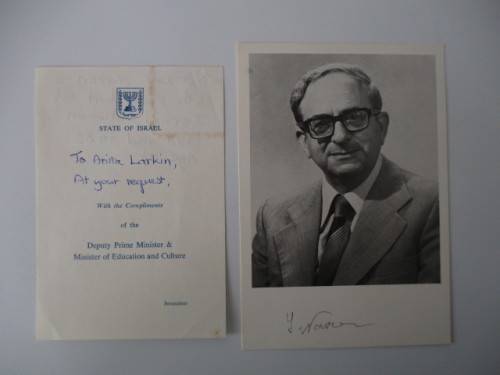 STATE OF ISRAEL
To Anita Larkin,
At your request,
With the Compliments
of the
Deputy Prime Minister &
Minister of Education and Culture
Jerusalem
Y. Navon